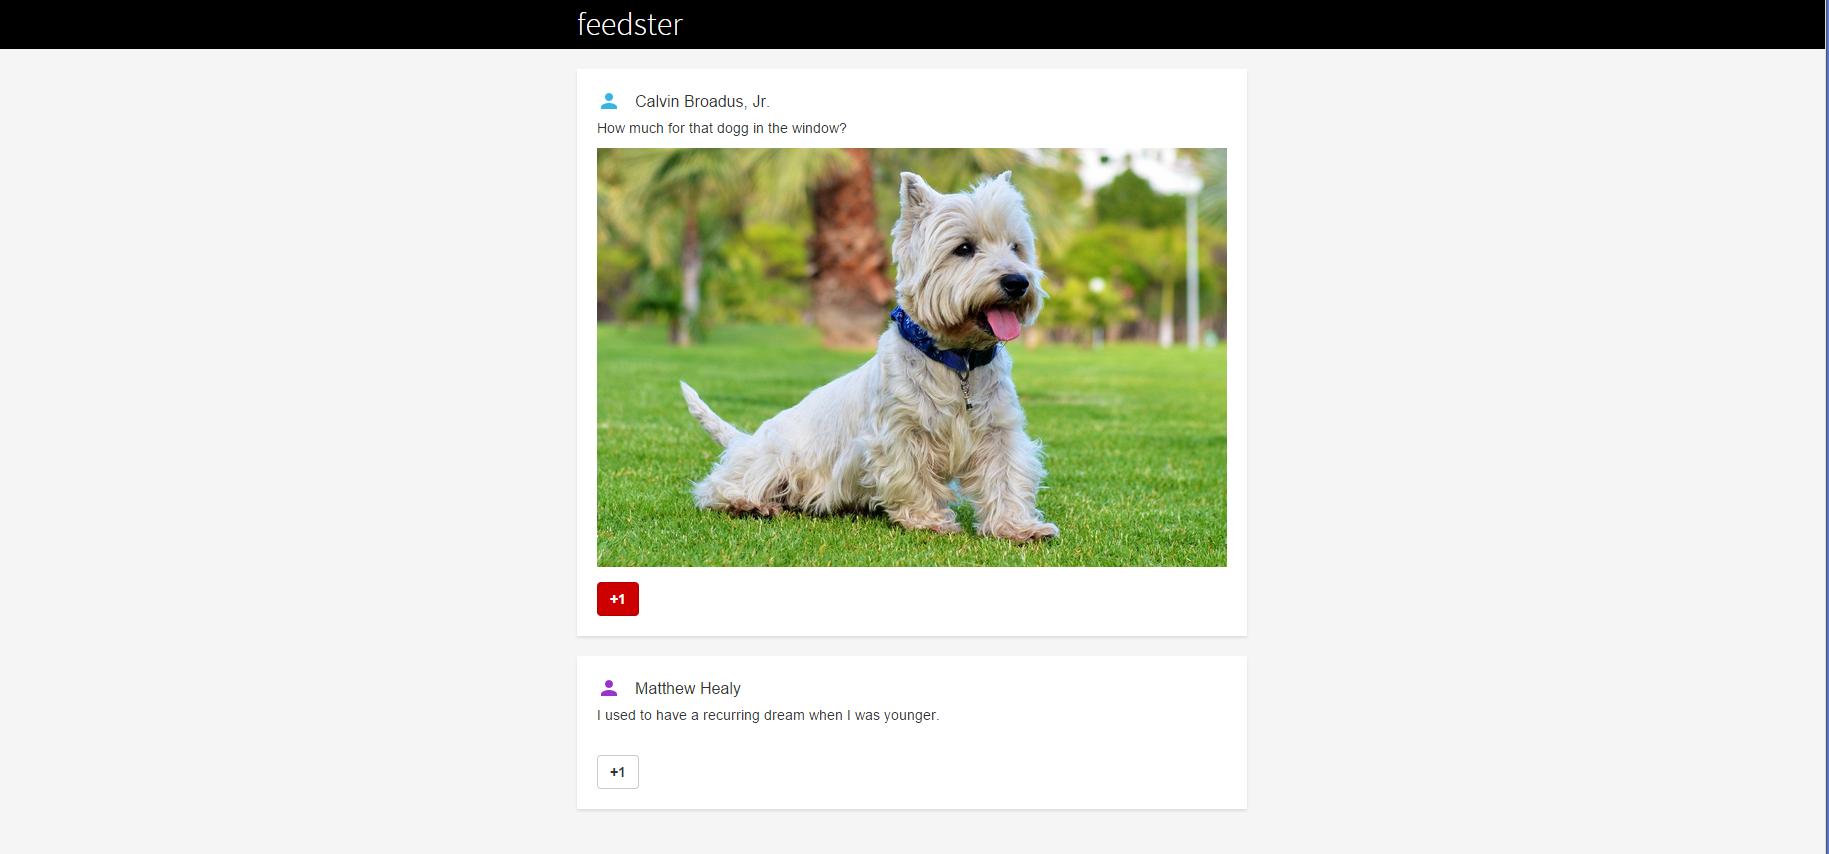 feedster
Calvin Broadus, Jr.
How much for that dogg in the window?
+1
Matthew Healy
I used to have a recurring dream when I was younger.
+1